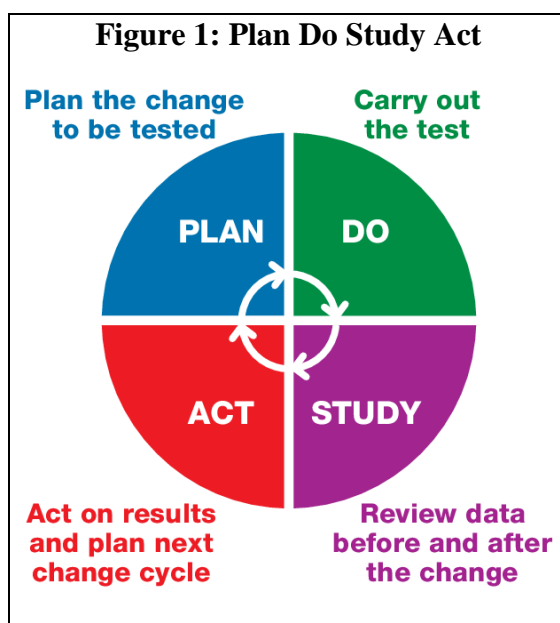 Figure 1: Plan Do Study Act
Plan the change
to be tested
Carry out
the test
PLAN
DO
ACT
STUDY
Act on results
and plan next
change cycle
Review data
before and after
the change